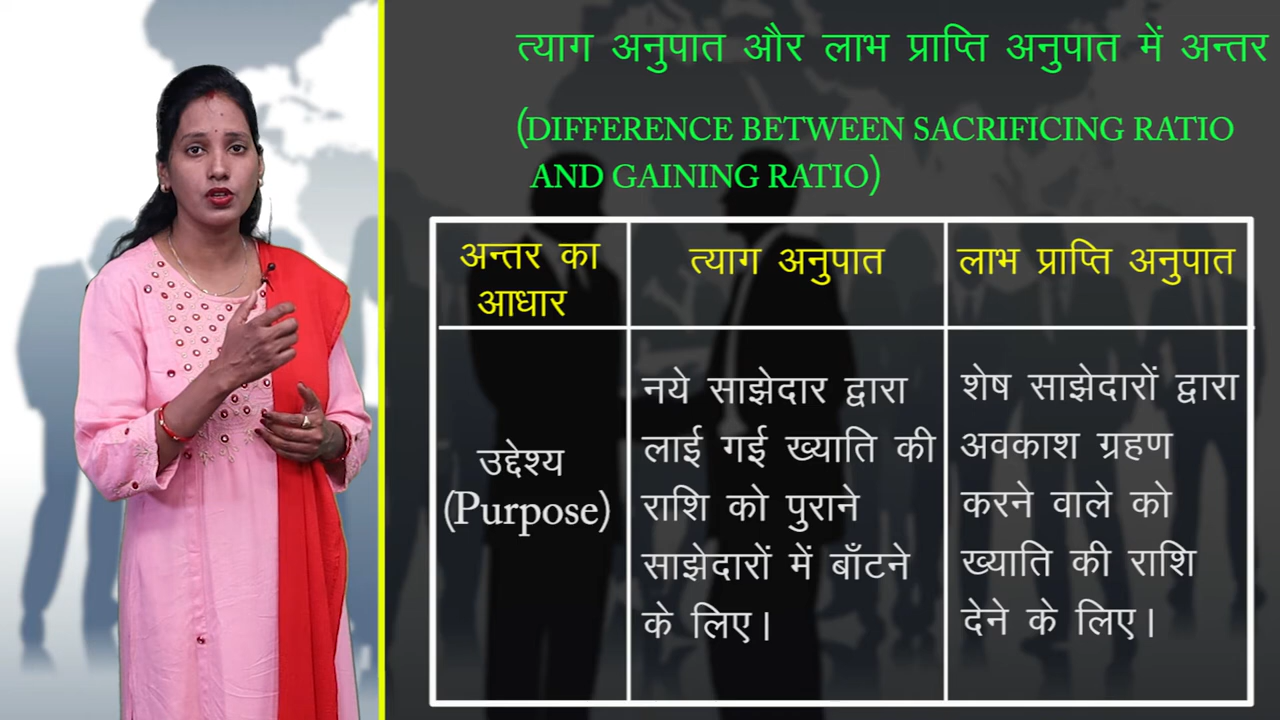 त्याग अनुपात और लाभ प्राप्ति अनुपात में अन्तर
(DIFFERENCE BETWEEN SACRIFICING RATIO
AND GAINING RATIO)
अन्तर का
आधार
त्याग अनुपात
लाभ प्राप्ति अनुपात
उद्देश्य
(Purpose)
नये साझेदार द्वारा
लाई गई ख्याति की
राशि को पुराने
साझेदारों में बाँटने
के लिए।
शेष साझेदारों द्वारा
अवकाश ग्रहण
करने वाले को
ख्याति की राशि
देने के लिए।